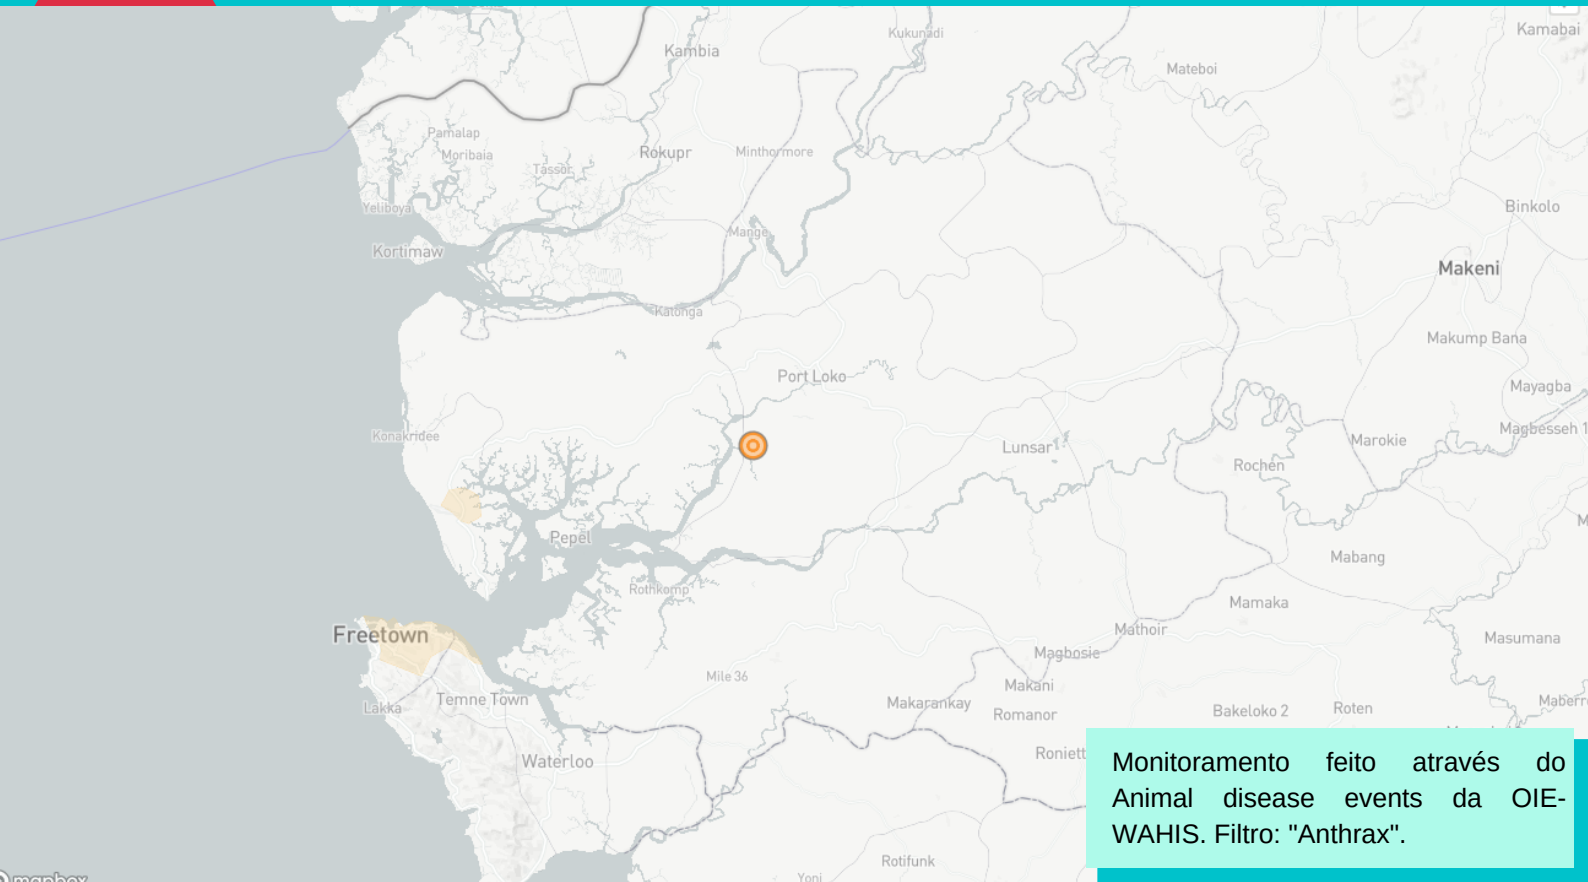 Kamabai
Kukunadi
Kambia
Mateboi
Pamalap
Moribaia
Rokupr
Minthormore
Tassor
Yeliboya
Binkolo
Mange
Kortimaw
Makeni
Katonga
Makump Bana
Port Loko
Mayagba
Konakridee
Magbesseh 1
Marokie
Lunsar
Rochen
Pepel
Mabang
Rothkomp
Mamaka
Freetown
Mathoir
Masumana
Magbosie
Mile 36
Makani
Temne Town
Lakka
Makarankay
Romanor
Bakeloko 2
Roten
Maberr
Roniett
Waterloo
Monitoramento feito através do
Animal disease events da OIE-
WAHIS. Filtro: "Anthrax".
Rotifunk
Yoni
mapbox